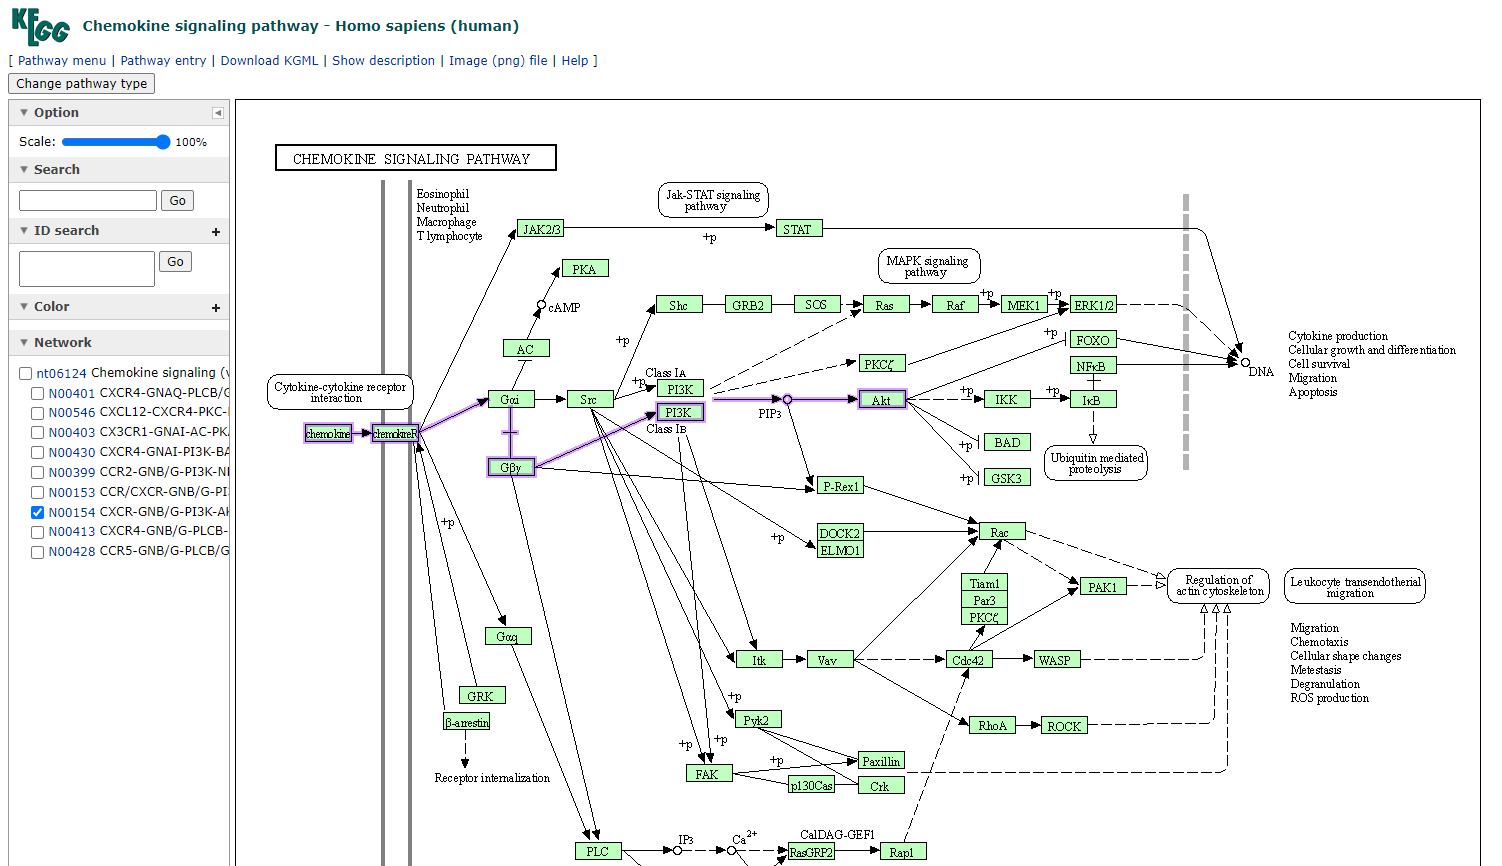 KEGG
Chemokine signaling pathway - Homo sapiens (human)
[ Pathway menu | Pathway entry | Download KGML | Show description | Image (png) file | Help ]
Change pathway type
Option
Scale: 100%
Search
Go
ID search +
Go
Color +
Network
nt06124 Chemokine signaling (v
N00401 CXCR4-GNAQ-PLCB/G
N00546 CXCL12-CXCR4-PKC-
N00403 CX3CR1-GNAI-AC-PK
N00430 CXCR4-GNAI-PI3K-BA
N00399 CCR2-GNB/G-PI3K-N
N00153 CCR/CXCR-GNB/G-PI
N00154 CXCR-GNB/G-PI3K-A
N00413 CXCR4-GNB/G-PLCB-
N00428 CCR5-GNB/G-PLCB/G
CHEMOKINE SIGNALING PATHWAY
Eosinophil
Neutrophil
Macrophage
T lymphocyte
Jak-STAT signaling
pathway
JAK2/3
+p
STAT
PKA
cAMP
AC
MAPK signaling
pathway
Shc
GRB2
SOS
Ras
Raf
+p
MEK1
+p
ERK1/2
+p
FOXO
PKCζ
NFκB
DNA
Cytokine production
Cellular growth and differentiation
Cell survival
Migration
Apoptosis
Cytokine-cytokine receptor
interaction
Class IA
+p
PI3K
+p
Gαi
Src
PI3K
Class IB
PIP3
Akt
+p
IKK
+p
IκB
chemokine
chemokineR
Gβγ
+p
BAD
+p
GSK3
Ubiquitin mediated
proteolysis
P-Rex1
+p
+p
DOCK2
ELMO1
Rac
Tiam1
Par3
PKCζ
PAK1
Regulation of
actin cytoskeleton
Leukocyte transendotherial
migration
Gαq
Itk
Vav
Cdc42
WASP
Migration
Chemotaxis
Cellular shape changes
Metastasis
Degranulation
ROS production
GRK
β-arrestin
+p
Pyk2
RhoA
ROCK
Receptor internalization
+p
+p
FAK
+p
Paxillin
p130Cas
Crk
PLC
IP3
Ca2+
CalDAG-GEF1
RasGRP2
Rap1